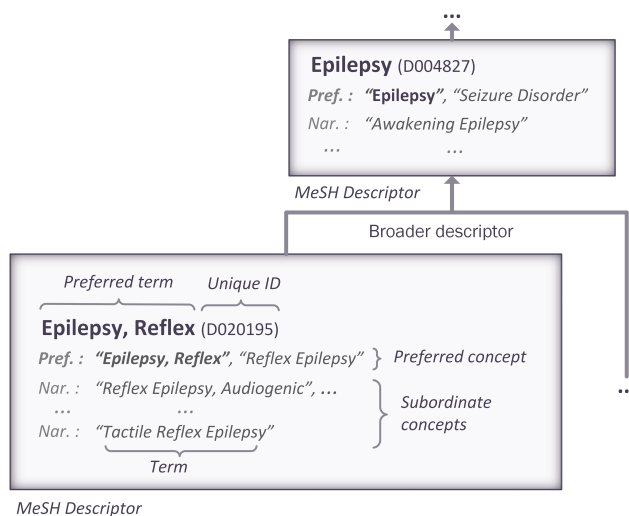 ...
Epilepsy (D004827)
Pref. : “Epilepsy”, “Seizure Disorder”
Nar. : “Awakening Epilepsy”
... ...
MeSH Descriptor
Broader descriptor
Preferred term Unique ID
Epilepsy, Reflex (D020195)
Pref. : “Epilepsy, Reflex”, “Reflex Epilepsy” Preferred concept
Nar. : “Reflex Epilepsy, Audiogenic”, ...
... ...
Subordinate
concepts
Nar. : “Tactile Reflex Epilepsy”
Term
..
MeSH Descriptor